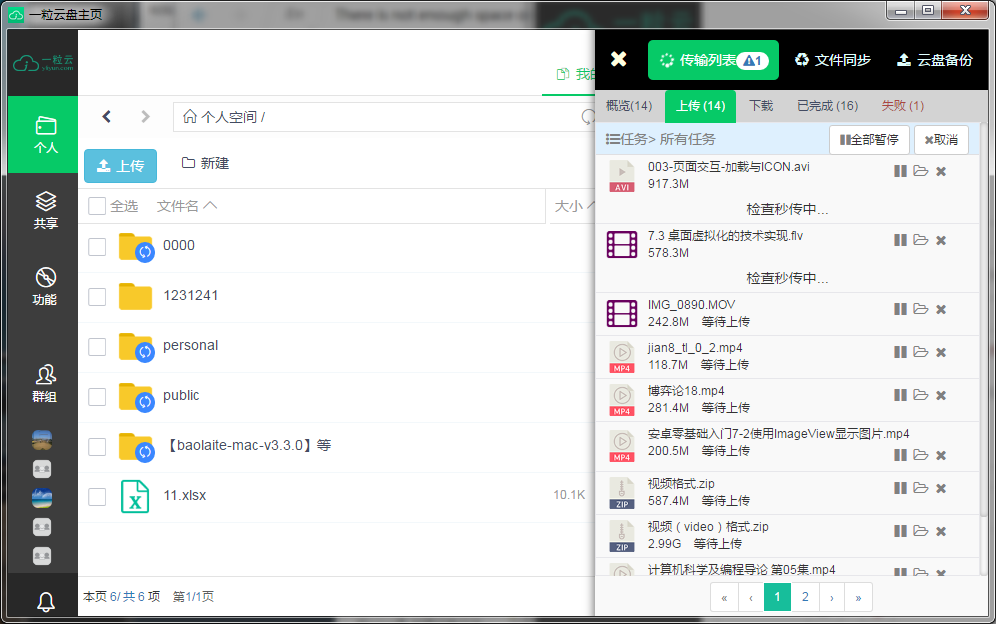 一粒云盘主页
There is not enough space o
一粒云
yliyun.com
个人
共享
功能
群组
个人空间 /
上传
新建
全选 文件名 大小
0000
1231241
personal
public
【baolaite-mac-v3.3.0】等
11.xlsx 10.1K
本页 6/ 共 6 项 第1/1页
传输列表 1 文件同步 云盘备份
概览(14) 上传 (14) 下载 已完成 (16) 失败 (1)
任务> 所有任务 全部暂停 取消
003-页面交互-加载与ICON.avi
AVI
917.3M
检查秒传中...
7.3 桌面虚拟化的技术实现.flv
578.3M
检查秒传中...
IMG_0890.MOV
242.8M 等待上传
jian8_tl_0_2.mp4
MP4
118.7M 等待上传
博弈论18.mp4
MP4
281.4M 等待上传
安卓零基础入门7-2使用ImageView显示图片.mp4
MP4
200.5M 等待上传
视频格式.zip
ZIP
587.4M 等待上传
视频（video）格式.zip
ZIP
2.99G 等待上传
计算机科学及编程导论 第05集.mp4
« ‹ 1 2 › »